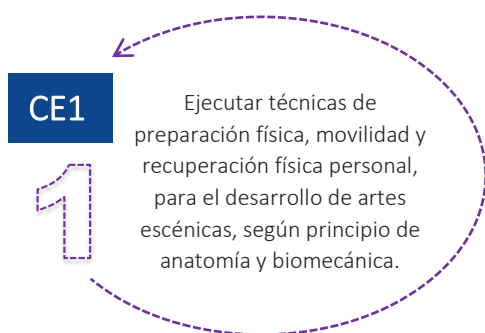 CE1
1
Ejecutar técnicas de
preparación física, movilidad y
recuperación física personal,
para el desarrollo de artes
escénicas, según principio de
anatomía y biomecánica.